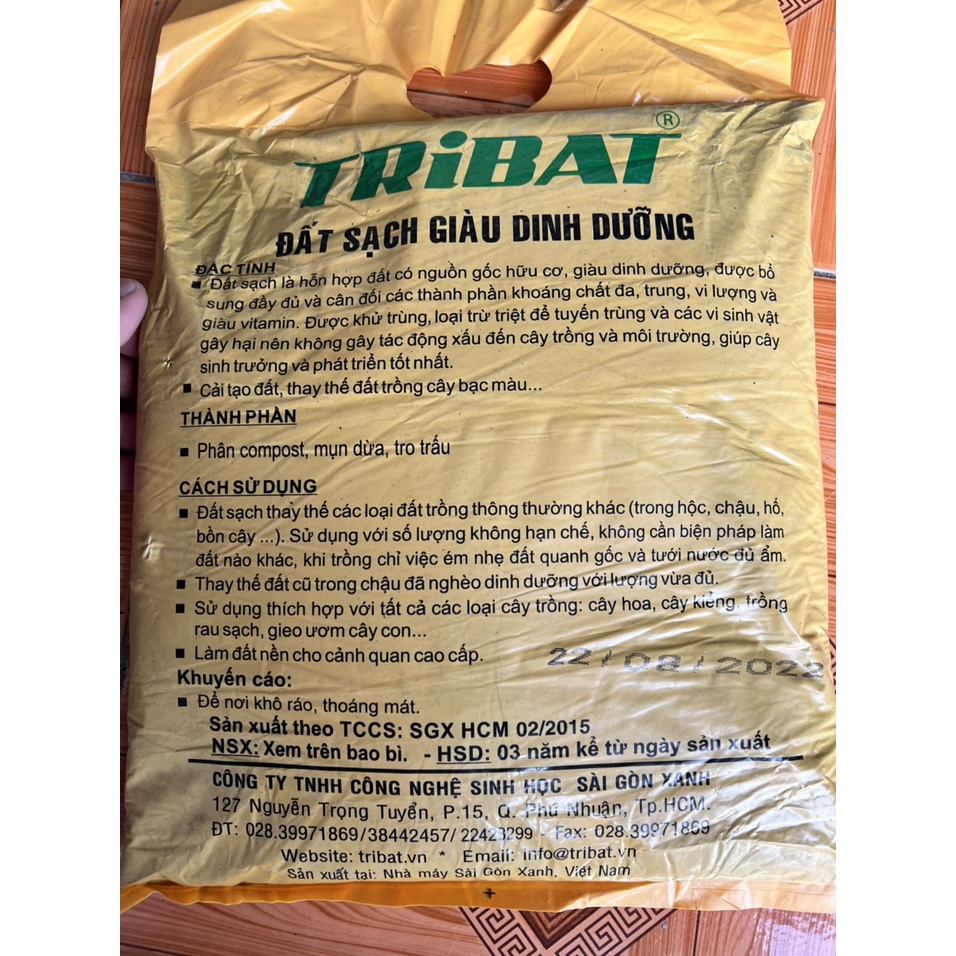 TRiBAT®
ĐẤT SẠCH GIÀU DINH DƯỠNG
ĐẶC TÍNH
▪ Đất sạch là hỗn hợp đất có nguồn gốc hữu cơ, giàu dinh dưỡng, được bổ
sung đầy đủ và cân đối các thành phần khoáng chất đa, trung, vi lượng và
giàu vitamin. Được khử trùng, loại trừ triệt để tuyến trùng và các vi sinh vật
gây hại nên không gây tác động xấu đến cây trồng và môi trường, giúp cây
sinh trưởng và phát triển tốt nhất.
▪ Cải tạo đất, thay thế đất trồng cây bạc màu...
THÀNH PHẦN
▪ Phân compost, mụn dừa, tro trấu
CÁCH SỬ DỤNG
▪ Đất sạch thay thế các loại đất trồng thông thường khác (trong hộc, chậu, hố,
bồn cây ...). Sử dụng với số lượng không hạn chế, không cần biện pháp làm
đất nào khác, khi trồng chỉ việc ém nhẹ đất quanh gốc và tưới nước đủ ẩm.
▪ Thay thế đất cũ trong chậu đã nghèo dinh dưỡng với lượng vừa đủ.
▪ Sử dụng thích hợp với tất cả các loại cây trồng: cây hoa, cây kiểng, trồng
rau sạch, gieo ươm cây con...
▪ Làm đất nền cho cảnh quan cao cấp.
22/08/2022
Khuyến cáo:
▪ Để nơi khô ráo, thoáng mát.
Sản xuất theo TCCS: SGX HCM 02/2015
NSX: Xem trên bao bì. - HSD: 03 năm kể từ ngày sản xuất
CÔNG TY TNHH CÔNG NGHỆ SINH HỌC SÀI GÒN XANH
127 Nguyễn Trọng Tuyển, P.15, Q. Phú Nhuận, Tp.HCM.
ĐT: 028.39971869/38442457/22423299 - Fax: 028.39971869
Website: tribat.vn * Email: info@tribat.vn
Sản xuất tại: Nhà máy Sài Gòn Xanh, Việt Nam